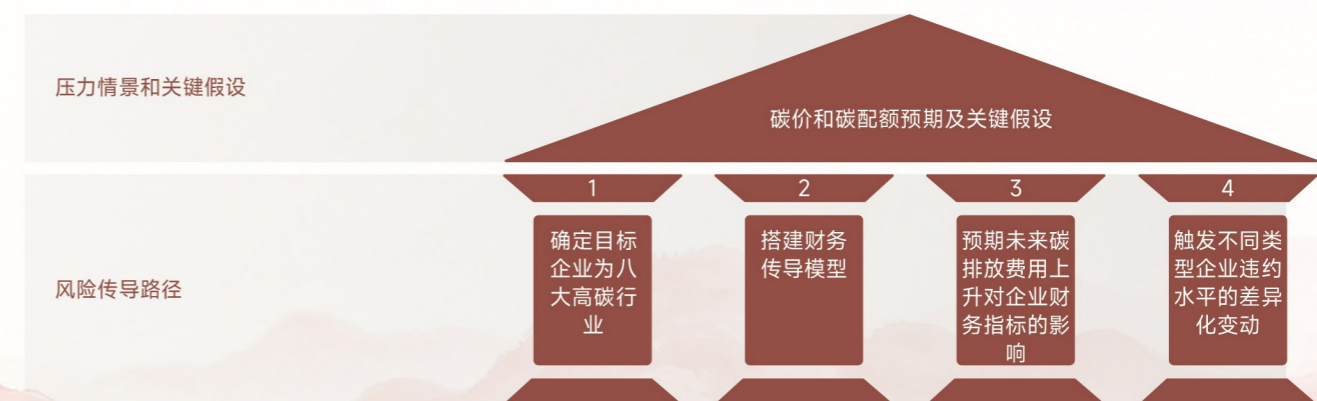 压力情景和关键假设
碳价和碳配额预期及关键假设
风险传导路径
1
确定目标
企业为八
大高碳行
业
2
搭建财务
传导模型
3
预期未来碳
排放费用上
升对企业财
务指标的影
响
4
触发不同类
型企业违约
水平的差异
化变动